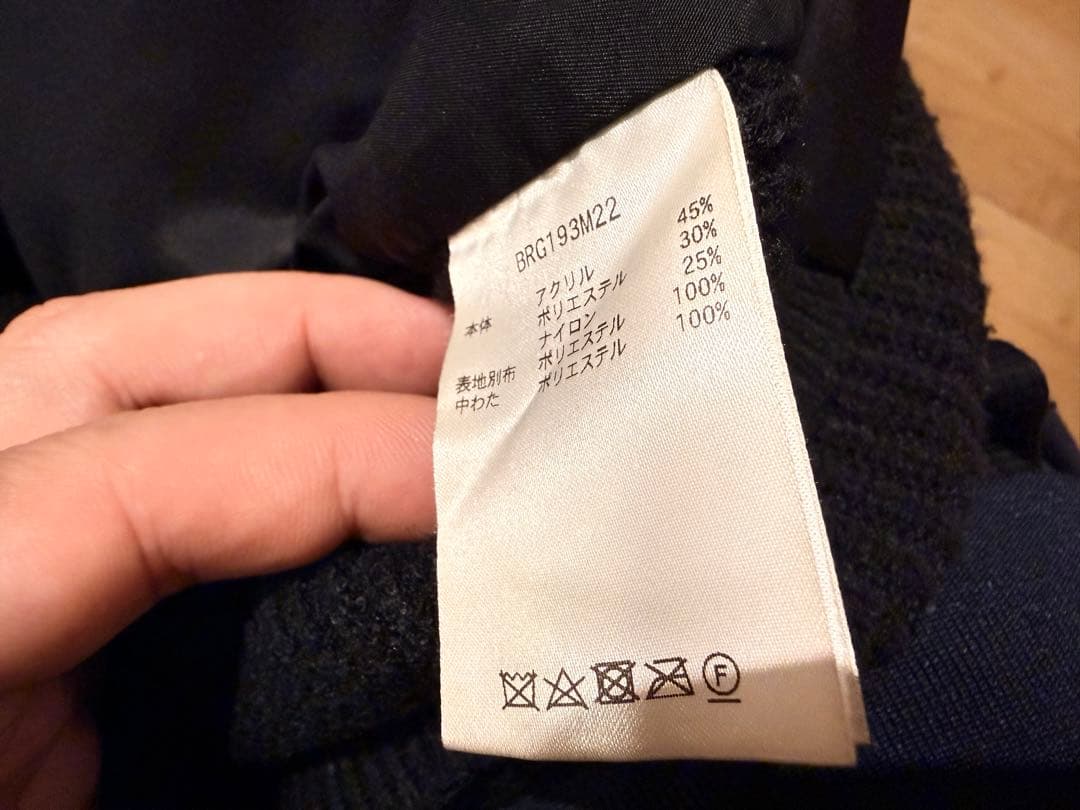 BRG193M22
本体 アクリル 45%
ポリエステル 30%
ナイロン 25%
表地別布 ポリエステル 100%
中わた ポリエステル 100%
F